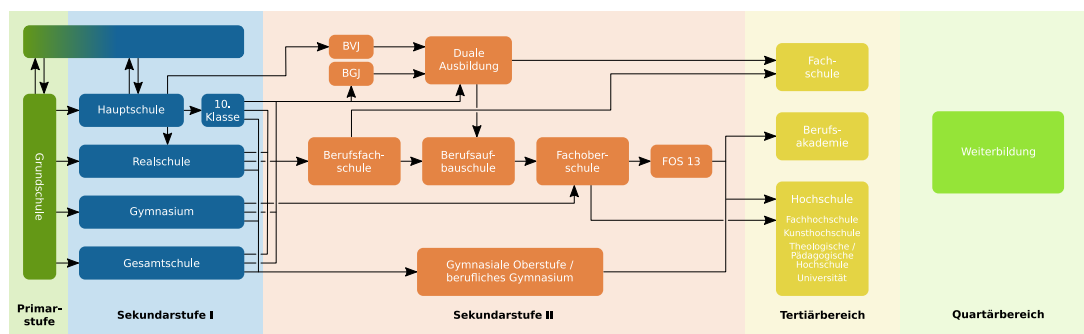 Grundschule
Hauptschule
10.
Klasse
Realschule
Gymnasium
Gesamtschule
BVJ
BGJ
Duale
Ausbildung
Berufsfach-
schule
Berufsauf-
bauschule
Fachober-
schule
FOS 13
Gymnasiale Oberstufe /
berufliches Gymnasium
Fach-
schule
Berufs-
akademie
Hochschule
Fachhochschule
Kunsthochschule
Theologische /
Pädagogische
Hochschule
Universität
Weiterbildung
Primar-
stufe
Sekundarstufe I
Sekundarstufe II
Tertiärbereich
Quartärbereich